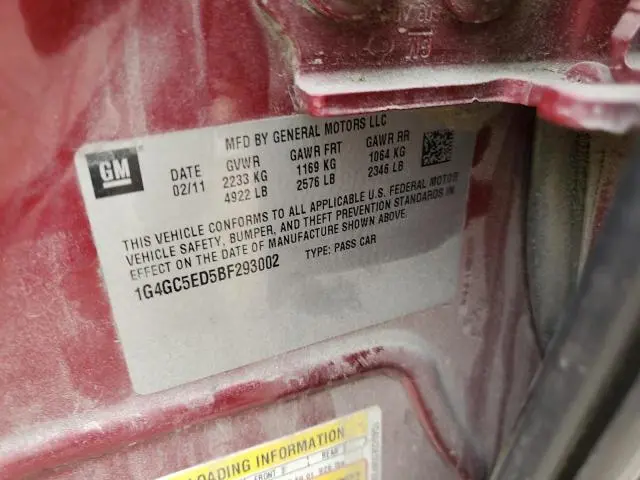 MFD BY GENERAL MOTORS LLC
GM
DATE GVWR GAWR FRT GAWR RR
02/11 2233 KG 1169 KG 1064 KG
4922 LB 2576 LB 2346 LB
THIS VEHICLE CONFORMS TO ALL APPLICABLE U.S. FEDERAL MOTOR
VEHICLE SAFETY, BUMPER, AND THEFT PREVENTION STANDARDS IN
EFFECT ON THE DATE OF MANUFACTURE SHOWN ABOVE.
1G4GC5ED5BF293002 TYPE: PASS CAR
LOADING INFORMATION
FRONT REAR